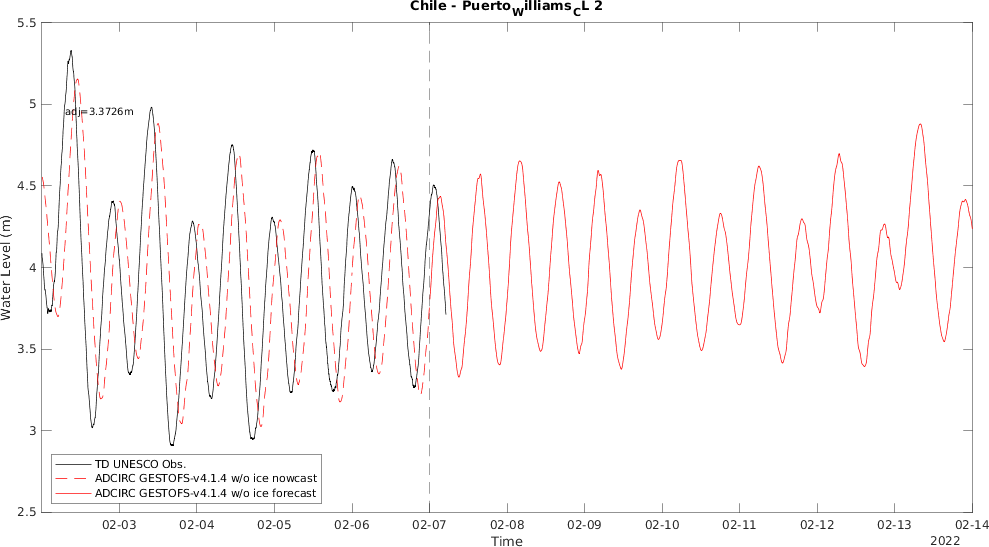 Chile - PuertoWilliamsCL 2
5.5
5
4.5
4
3.5
3
2.5
Water Level (m)
adj=3.3726m
TD UNESCO Obs.
ADCIRC GESTOFS-v4.1.4 w/o ice nowcast
ADCIRC GESTOFS-v4.1.4 w/o ice forecast
02-03 02-04 02-05 02-06 02-07 02-08 02-09 02-10 02-11 02-12 02-13 02-14
Time
2022